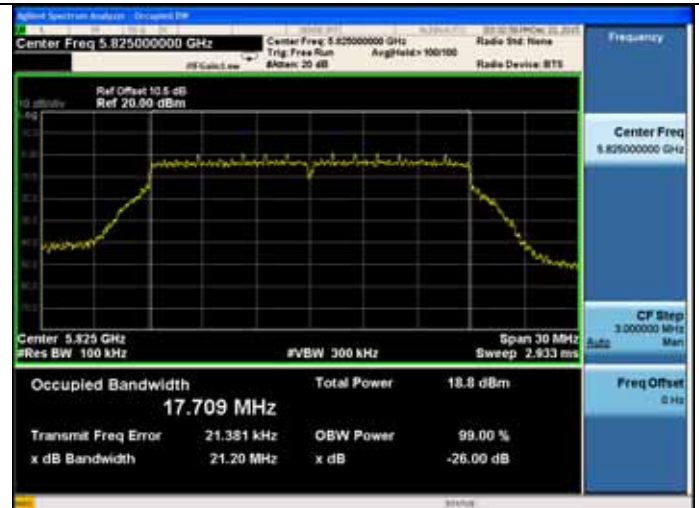 Agilent Spectrum Analyzer - Occupied BW
Center Freq 5.825000000 GHz
Center Freq: 5.825000000 GHz
Trig: Free Run Avg|Hold:> 100/100
#IFGain:Low #Atten: 20 dB
Radio Std: None
Radio Device: BTS
Frequency
Ref Offset 10.5 dB
10 dB/div Ref 20.00 dBm
Log
Center Freq
5.825000000 GHz
Center 5.825 GHz Span 30 MHz
#Res BW 100 kHz #VBW 300 kHz Sweep 2.933 ms
CF Step
3.000000 MHz
Auto Man
Occupied Bandwidth Total Power 18.8 dBm
17.709 MHz
Transmit Freq Error 21.381 kHz OBW Power 99.00 %
x dB Bandwidth 21.20 MHz x dB -26.00 dB
Freq Offset
0 Hz
STATUS